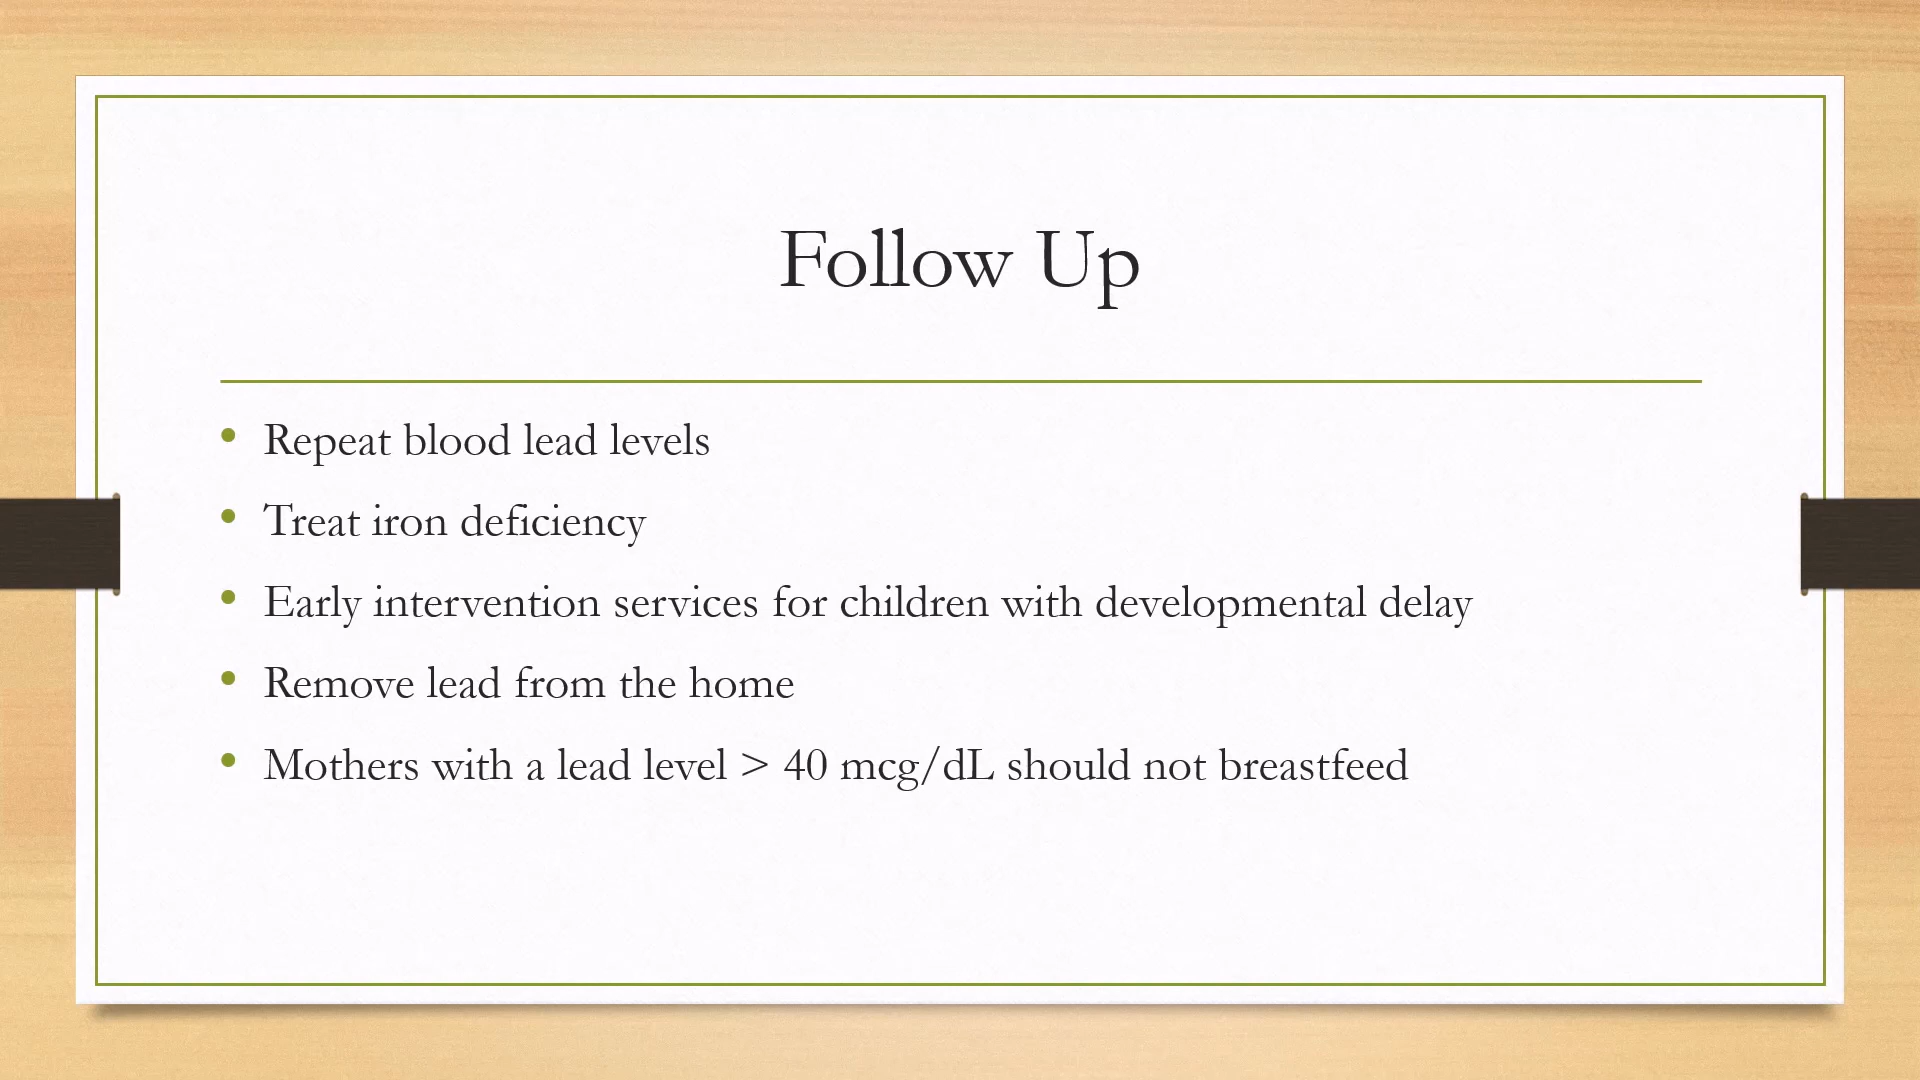 Follow Up
• Repeat blood lead levels
• Treat iron deficiency
• Early intervention services for children with developmental delay
• Remove lead from the home
• Mothers with a lead level > 40 mcg/dL should not breastfeed